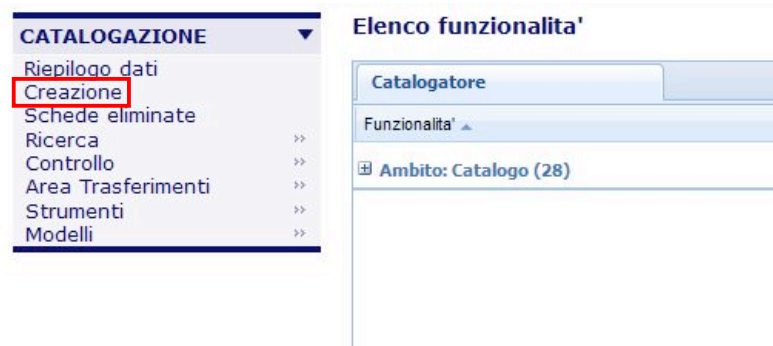 CATALOGAZIONE
Riepilogo dati
Creazione
Schede eliminate
Ricerca
Controllo
Area Trasferimenti
Strumenti
Modelli
Elenco funzionalita'
Catalogatore
Funzionalita'
Ambito: Catalogo (28)